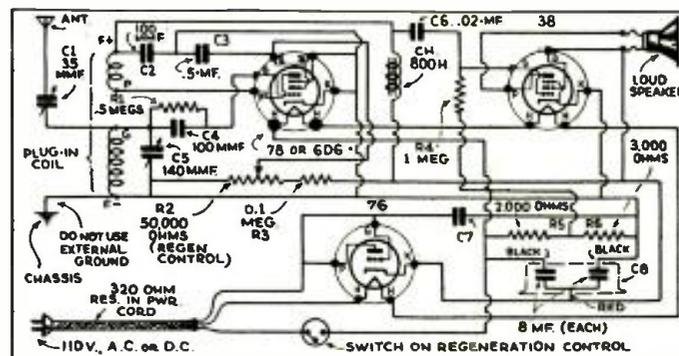 ANT.
C1
35
MMF
F+
100
MMF
C2
C3
.5-MF.
P
.5 MEGS
G
C4
100 MMF
C5
140 MMF.
PLUG-IN
COIL
F-
DO NOT USE
EXTERNAL
GROUND
CHASSIS
R2
50,000
OHMS
(REGEN
CONTROL)
0.1
MEG
R3
78 OR 6D6
C6..02-MF
CH
800H
R4
1 MEG
38
LOUD
SPEAKER
3,000
OHMS
2,000 OHMS
R5
R6
BLACK
BLACK
C7
C8
RED
8 MF. (EACH)
76
320 OHM
RES. IN PWR
CORD
110 V., A.C. OR D.C.
SWITCH ON REGENERATION CONTROL